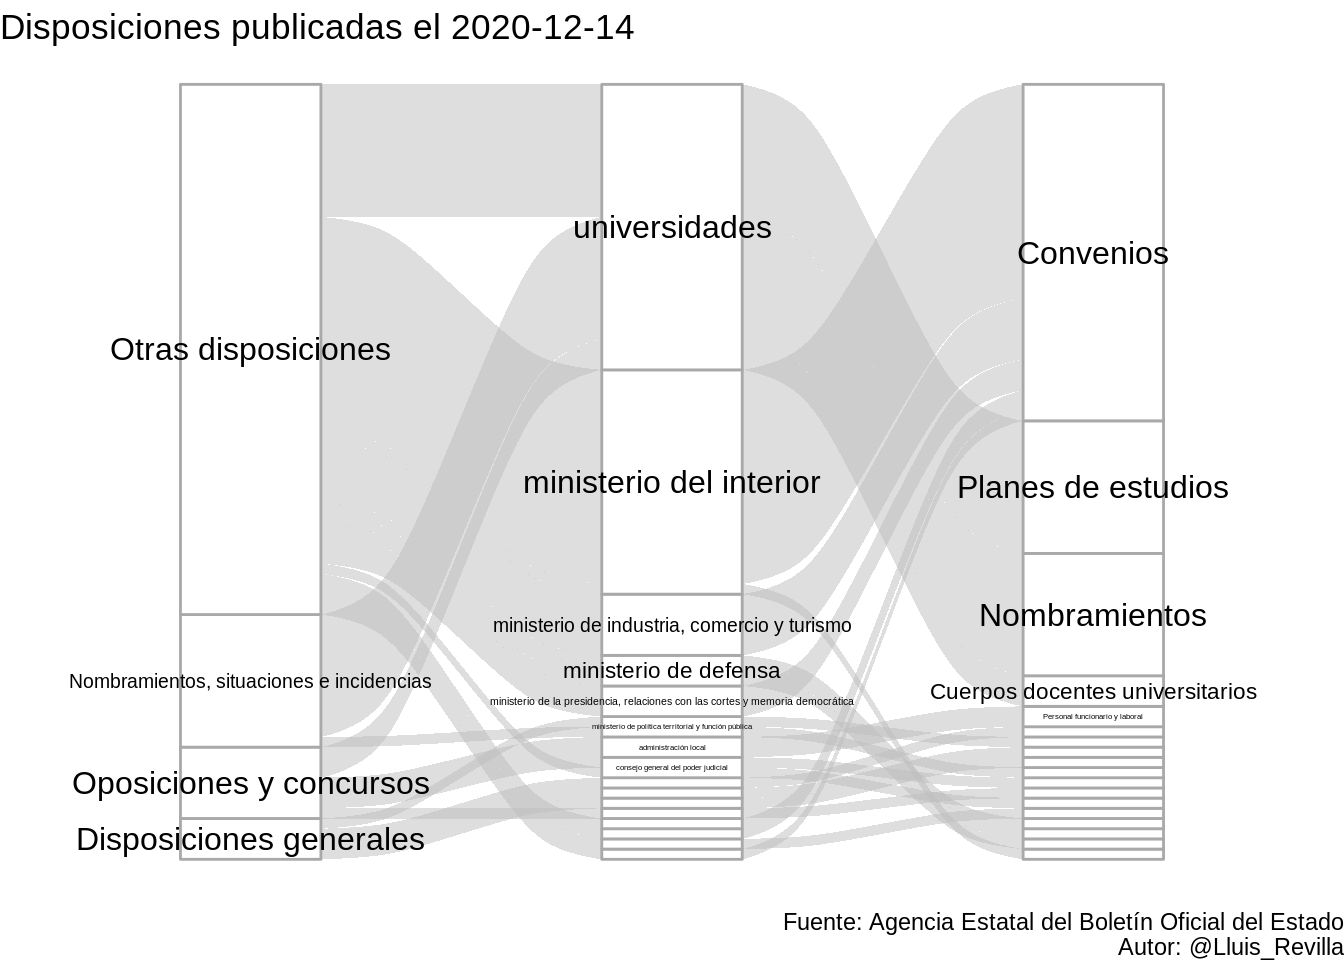 Disposiciones publicadas el 2020-12-14
Otras disposiciones
Nombramientos, situaciones e incidencias
Oposiciones y concursos
Disposiciones generales
universidades
ministerio del interior
ministerio de industria, comercio y turismo
ministerio de defensa
ministerio de la presidencia, relaciones con las cortes y memoria democrática
ministerio de política territorial y función pública
administración local
consejo general del poder judicial
Convenios
Planes de estudios
Nombramientos
Cuerpos docentes universitarios
Personal funcionario y laboral
Fuente: Agencia Estatal del Boletín Oficial del Estado
Autor: @Lluis_Revilla